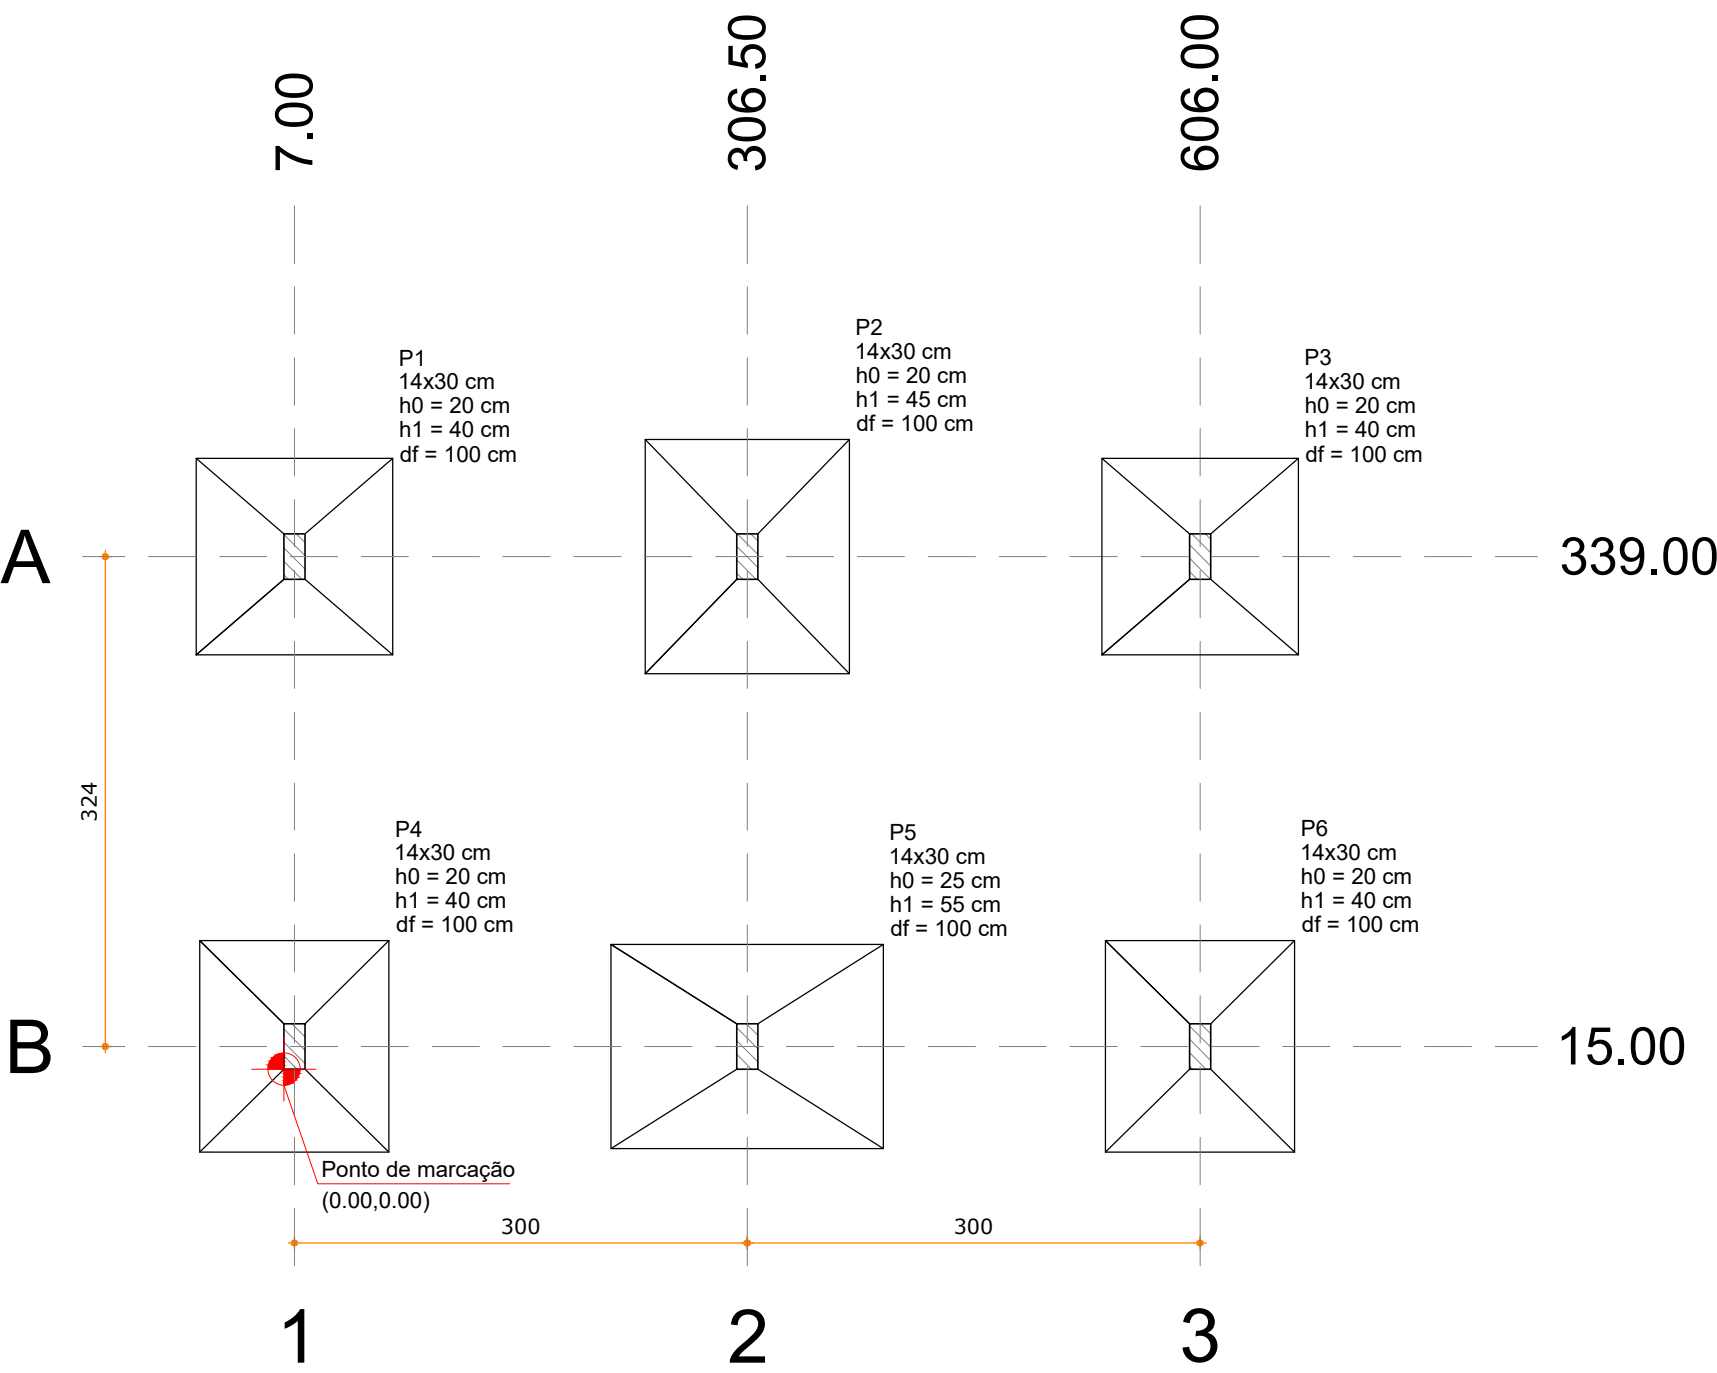 7.00
306.50
606.00
P1
14x30 cm
h0 = 20 cm
h1 = 40 cm
df = 100 cm
P2
14x30 cm
h0 = 20 cm
h1 = 45 cm
df = 100 cm
P3
14x30 cm
h0 = 20 cm
h1 = 40 cm
df = 100 cm
A
339.00
324
P4
14x30 cm
h0 = 20 cm
h1 = 40 cm
df = 100 cm
P5
14x30 cm
h0 = 25 cm
h1 = 55 cm
df = 100 cm
P6
14x30 cm
h0 = 20 cm
h1 = 40 cm
df = 100 cm
B
15.00
Ponto de marcação
(0.00,0.00)
300
300
1
2
3